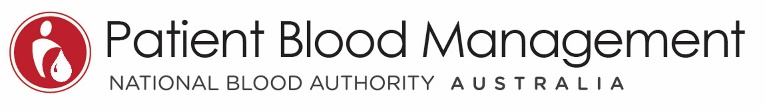 Patient Blood Management
NATIONAL BLOOD AUTHORITY AUSTRALIA